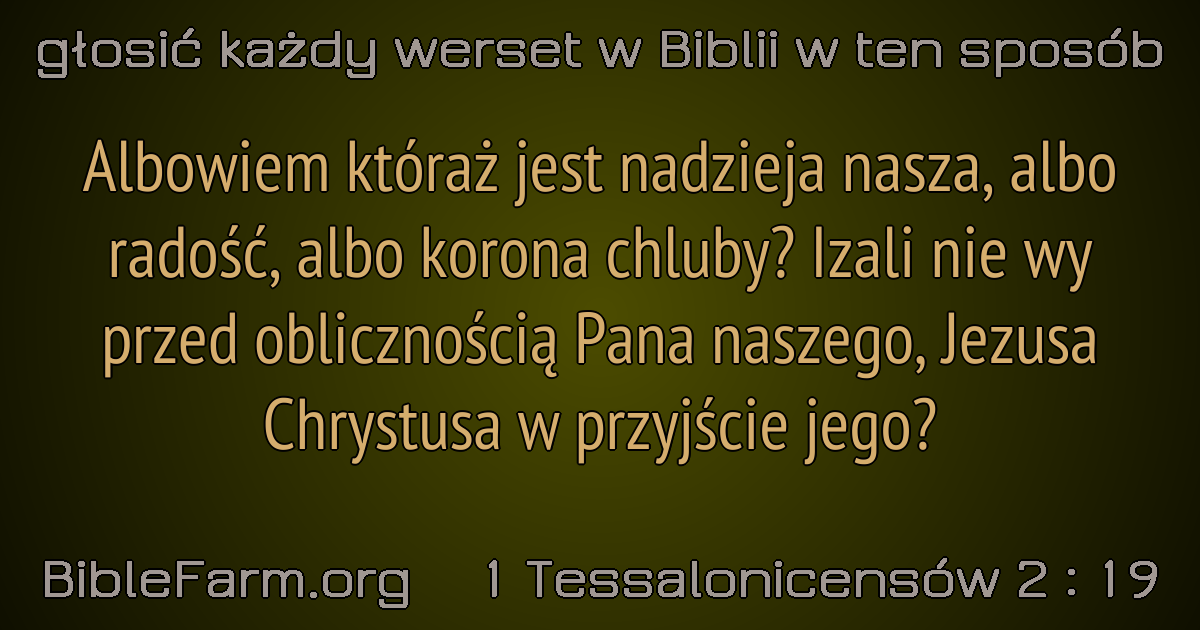 głosić każdy werset w Biblii w ten sposób
Albowiem któraż jest nadzieja nasza, albo
radość, albo korona chluby? Izali nie wy
przed oblicznością Pana naszego, Jezusa
Chrystusa w przyjście jego?
BibleFarm.org 1 Tessalonicensów 2 : 19